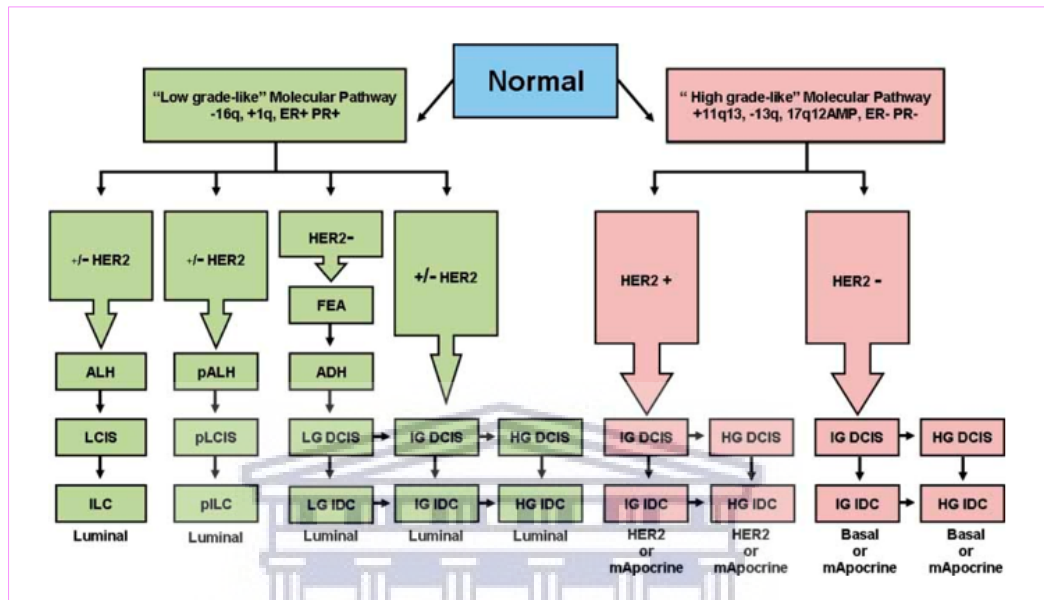 Normal
"Low grade-like" Molecular Pathway
-16q, +1q, ER+ PR+
" High grade-like" Molecular Pathway
+11q13, -13q, 17q12AMP, ER- PR-
+/- HER2
+/- HER2
HER2-
+/- HER2
HER2 +
HER2 -
FEA
ALH
pALH
ADH
LCIS
pLCIS
LG DCIS
IG DCIS
HG DCIS
IG DCIS
HG DCIS
IG DCIS
HG DCIS
ILC
pILC
LG IDC
IG IDC
HG IDC
IG IDC
HG IDC
IG IDC
HG IDC
Luminal
Luminal
Luminal
Luminal
Luminal
HER2
or
mApocrine
HER2
or
mApocrine
Basal
or
mApocrine
Basal
or
mApocrine